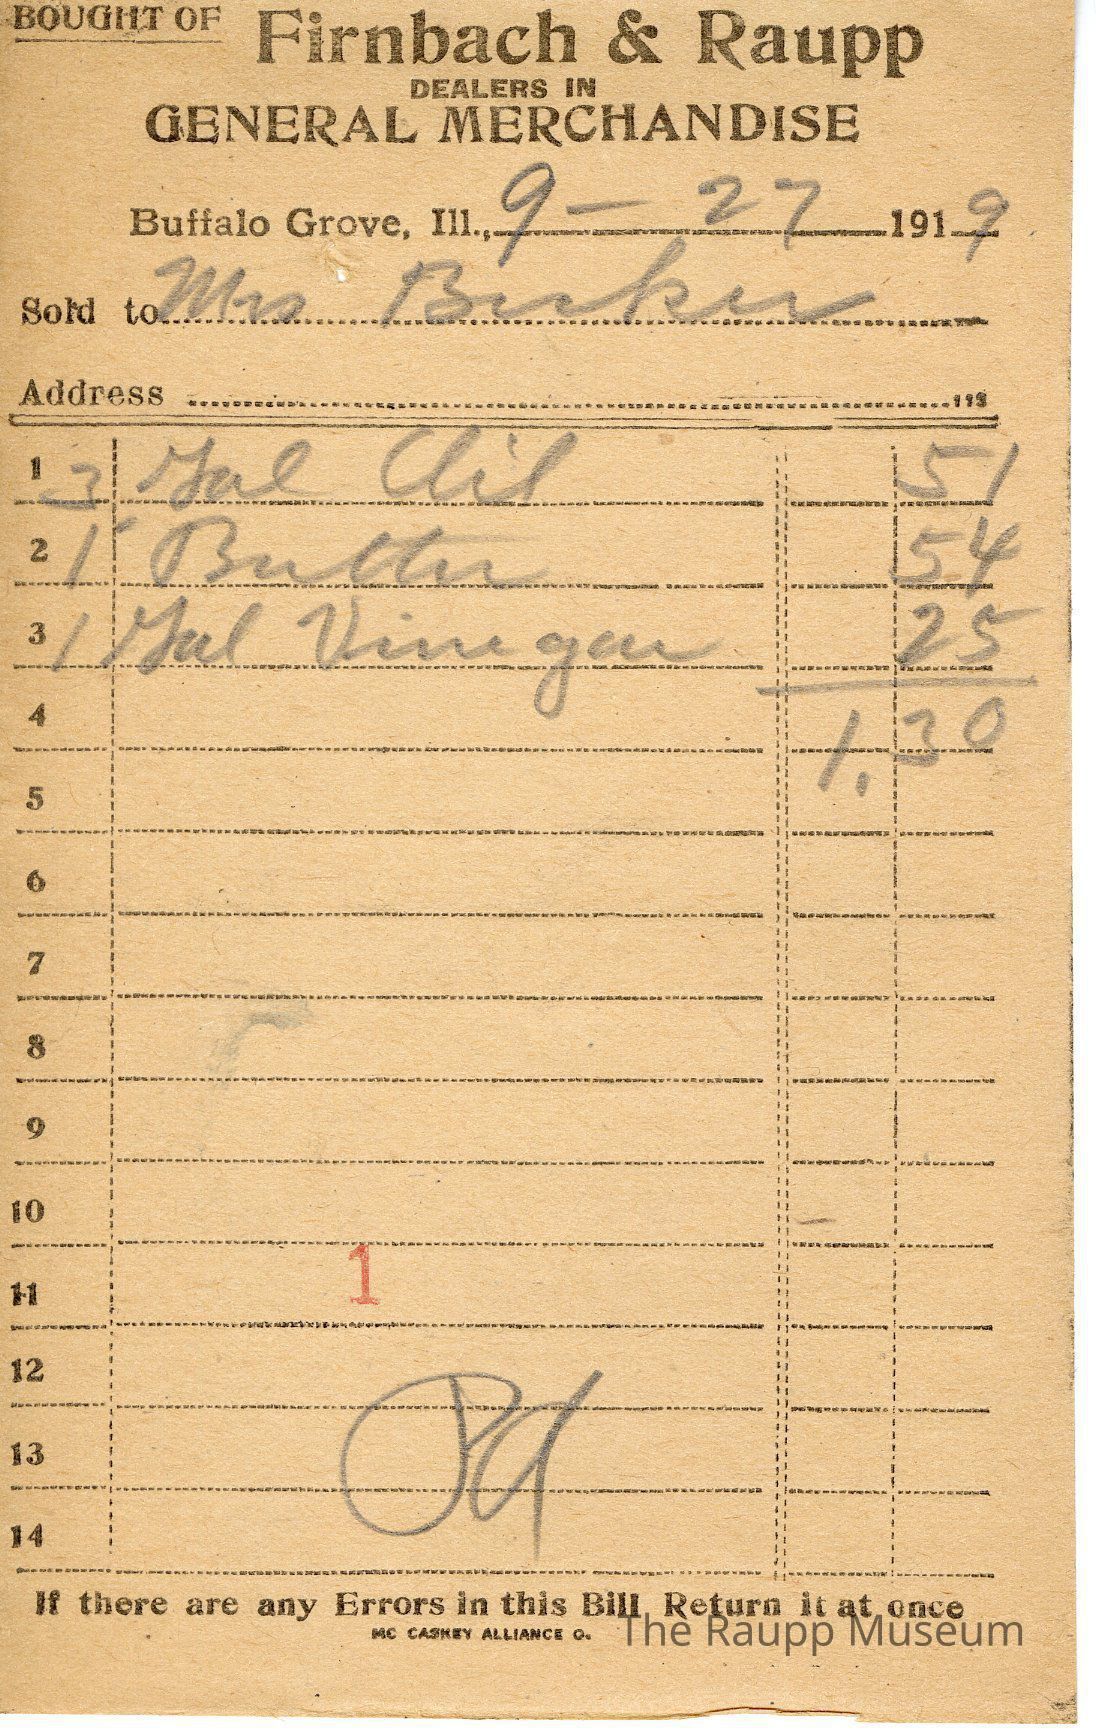 BOUGHT OF Firnbach & Raupp
DEALERS IN
GENERAL MERCHANDISE
Buffalo Grove, Ill., 9 - 27 1919
Sold to Mrs
Address
1 3 Gal Oil 51
2 1 Butter 54
3 1 Gal Vinegar 25
4 1.30
5
6
7
8
9
10
1
11
12
Pd
13
14
If there are any Errors in this Bill Return it at once
MC CASKEY ALLIANCE O.
The Raupp Museum